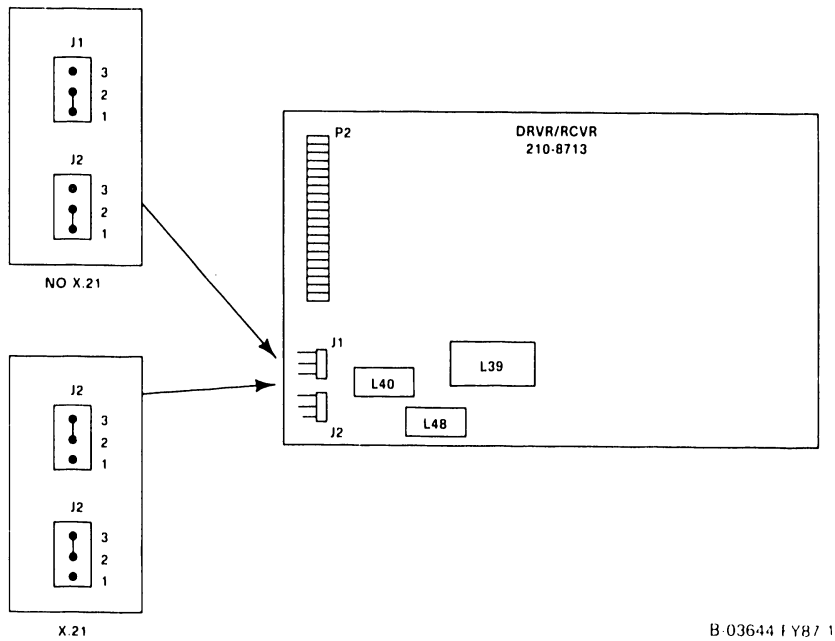 J1
3
2
1
J2
3
2
1
NO X.21
J2
3
2
1
J2
3
2
1
X.21
P2
DRVR/RCVR
210-8713
J1
L39
L40
L48
J2
B-03644 FY87